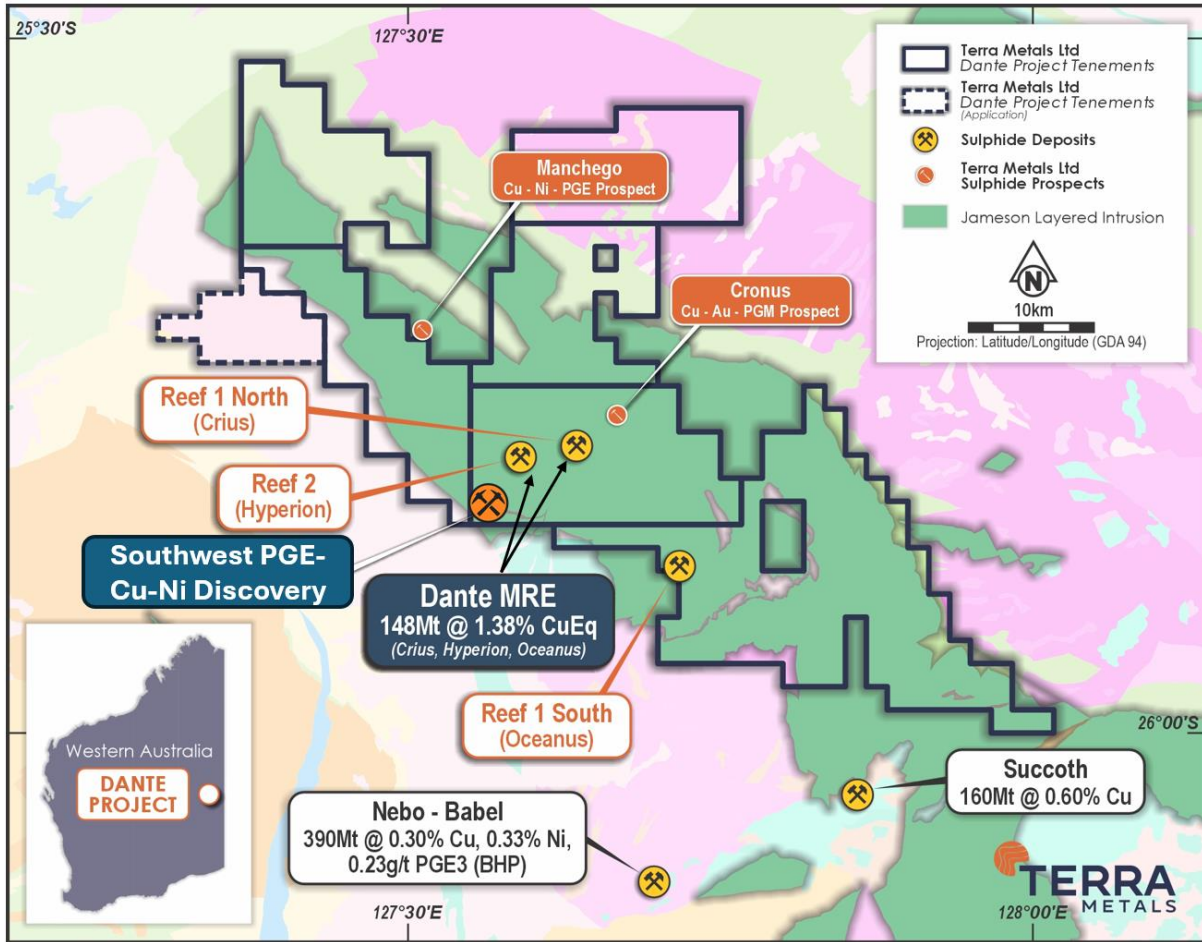 25°30'S
127°30'E
Terra Metals Ltd
Dante Project Tenements
Terra Metals Ltd
Dante Project Tenements
(Application)
Sulphide Deposits
Terra Metals Ltd
Sulphide Prospects
Jameson Layered Intrusion
N
10km
Projection: Latitude/Longitude (GDA 94)
Manchego
Cu - Ni - PGE Prospect
Cronus
Cu - Au - PGM Prospect
Reef 1 North
(Crius)
Reef 2
(Hyperion)
Southwest PGE-
Cu-Ni Discovery
Dante MRE
148Mt @ 1.38% CuEq
(Crius, Hyperion, Oceanus)
Reef 1 South
(Oceanus)
26°00'S
Western Australia
DANTE
PROJECT
Nebo - Babel
390Mt @ 0.30% Cu, 0.33% Ni,
0.23g/t PGE3 (BHP)
Succoth
160Mt @ 0.60% Cu
127°30'E
128°00'E
TERRA
METALS